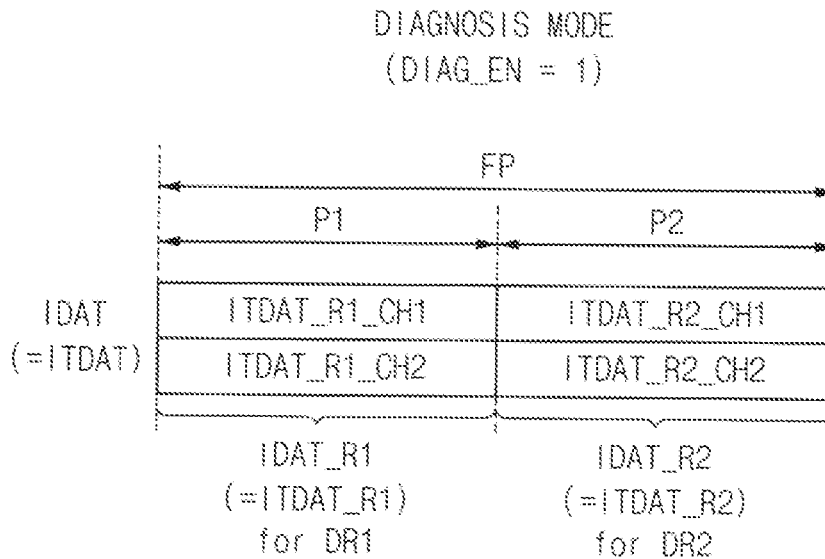 DIAGNOSIS MODE
(DIAG_EN = 1)
FP
P1 P2
IDAT
(=ITDAT)
ITDAT_R1_CH1 ITDAT_R2_CH1
ITDAT_R1_CH2 ITDAT_R2_CH2
IDAT_R1
(=ITDAT_R1)
for DR1
IDAT_R2
(=ITDAT_R2)
for DR2